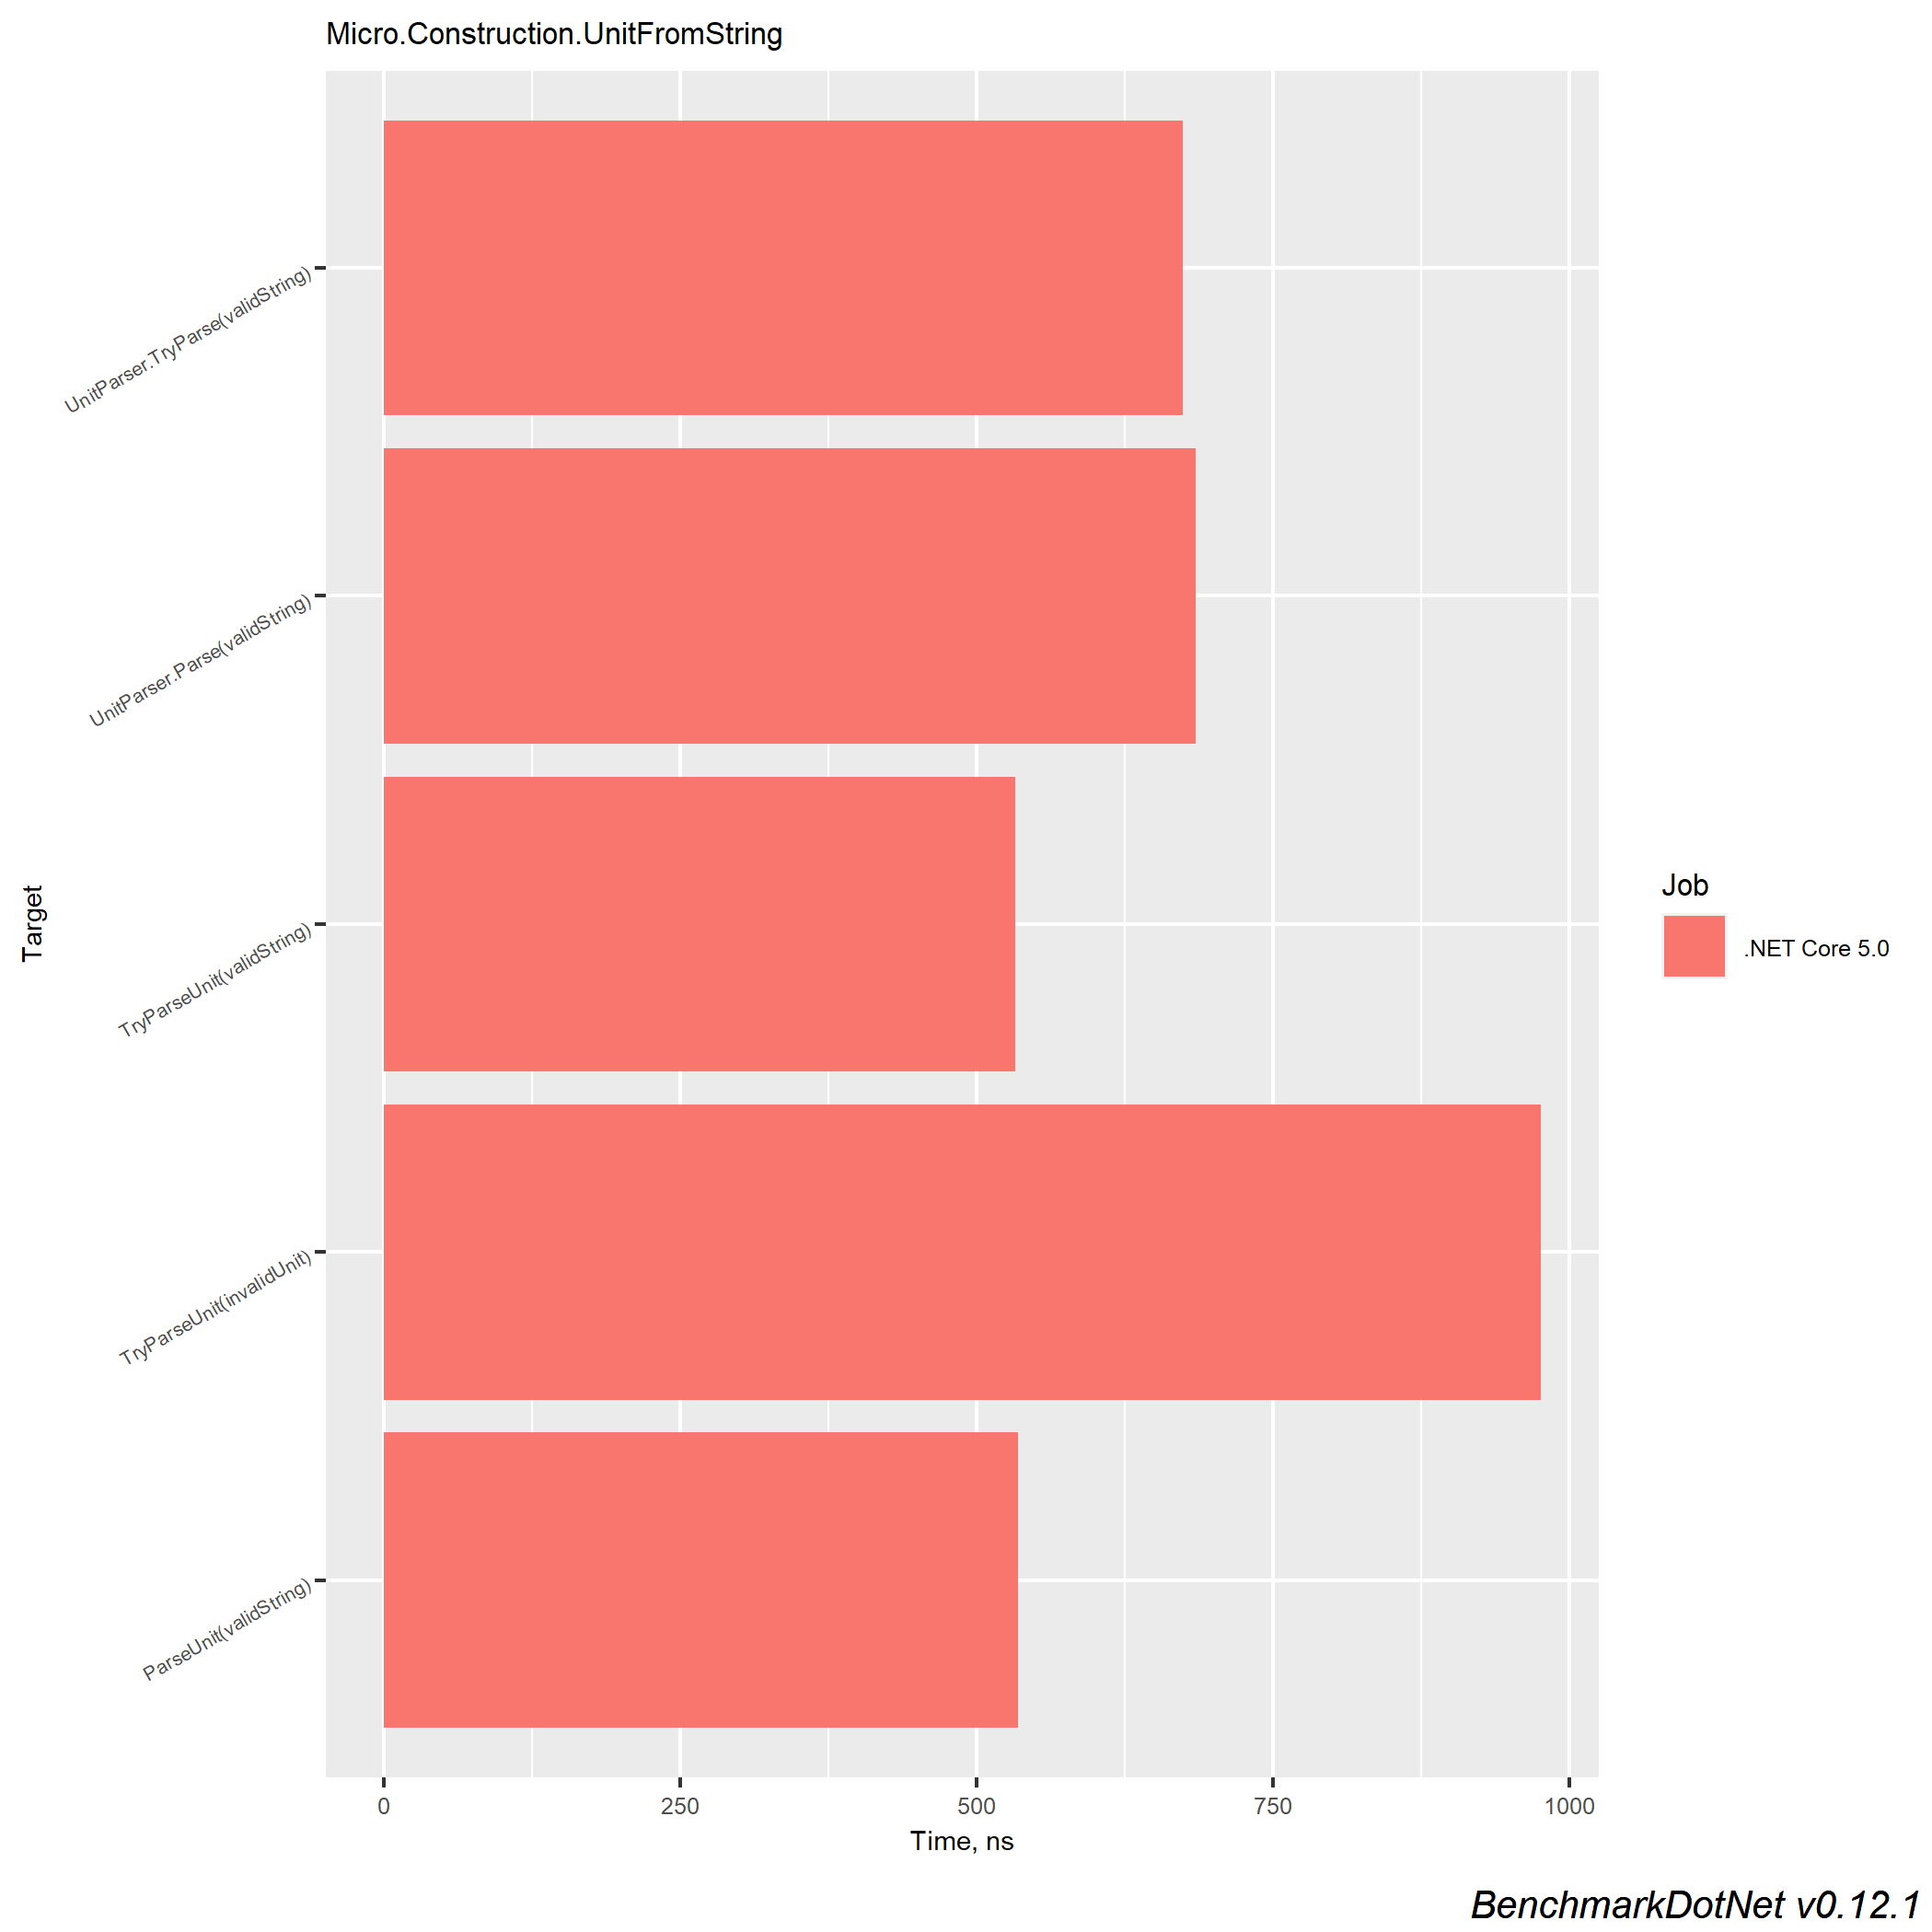 Micro.Construction.UnitFromString
UnitParser.TryParse(validString)
UnitParser.Parse(validString)
TryParseUnit(validString)
TryParseUnit(invalidUnit)
ParseUnit(validString)
Target
0 250 500 750 1000
Time, ns
Job
.NET Core 5.0
BenchmarkDotNet v0.12.1